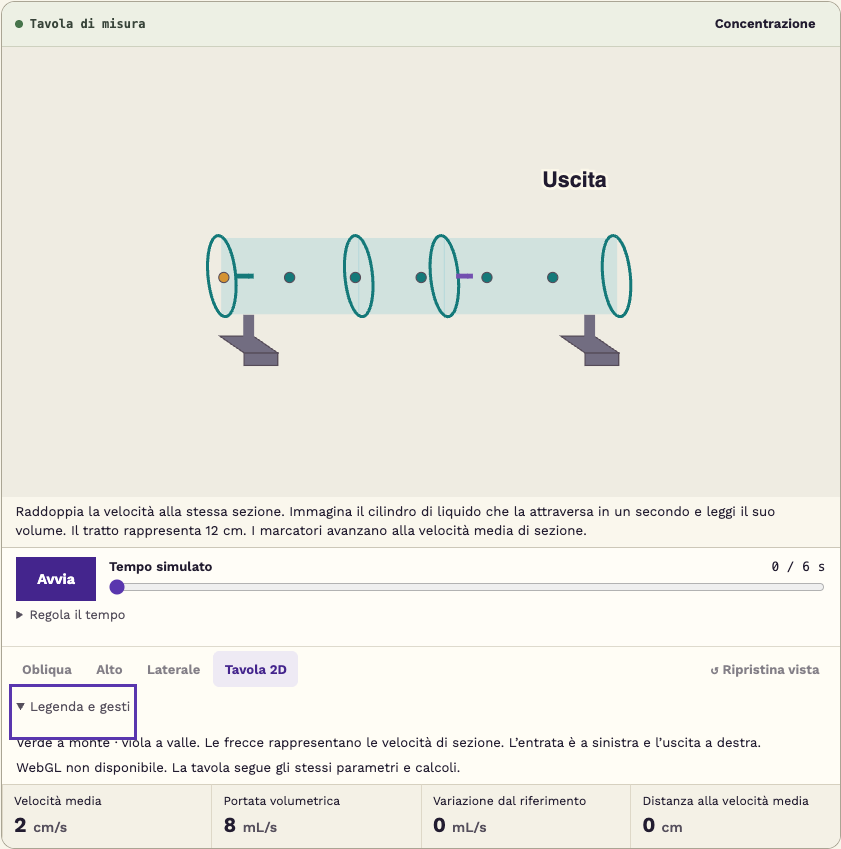 Tavola di misura
Concentrazione
Uscita
Raddoppia la velocità alla stessa sezione. Immagina il cilindro di liquido che la attraversa in un secondo e leggi il suo
volume. Il tratto rappresenta 12 cm. I marcatori avanzano alla velocità media di sezione.
Avvia
Tempo simulato
0 / 6 s
▶ Regola il tempo
Obliqua
Alto
Laterale
Tavola 2D
↺ Ripristina vista
▼ Legenda e gesti
Verde a monte · viola a valle. Le frecce rappresentano le velocità di sezione. L’entrata è a sinistra e l’uscita a destra.
WebGL non disponibile. La tavola segue gli stessi parametri e calcoli.
Velocità media
Portata volumetrica
Variazione dal riferimento
Distanza alla velocità media
2 cm/s
8 mL/s
0 mL/s
0 cm